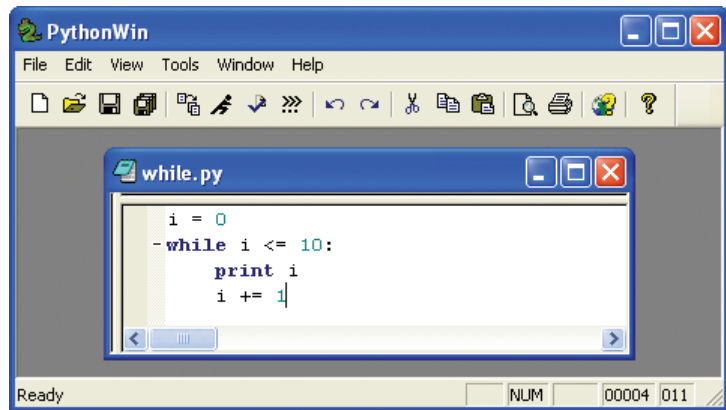 PythonWin
File Edit View Tools Window Help
while.py
i = 0
while i <= 10:
    print i
    i += 1
Ready NUM 00004 011